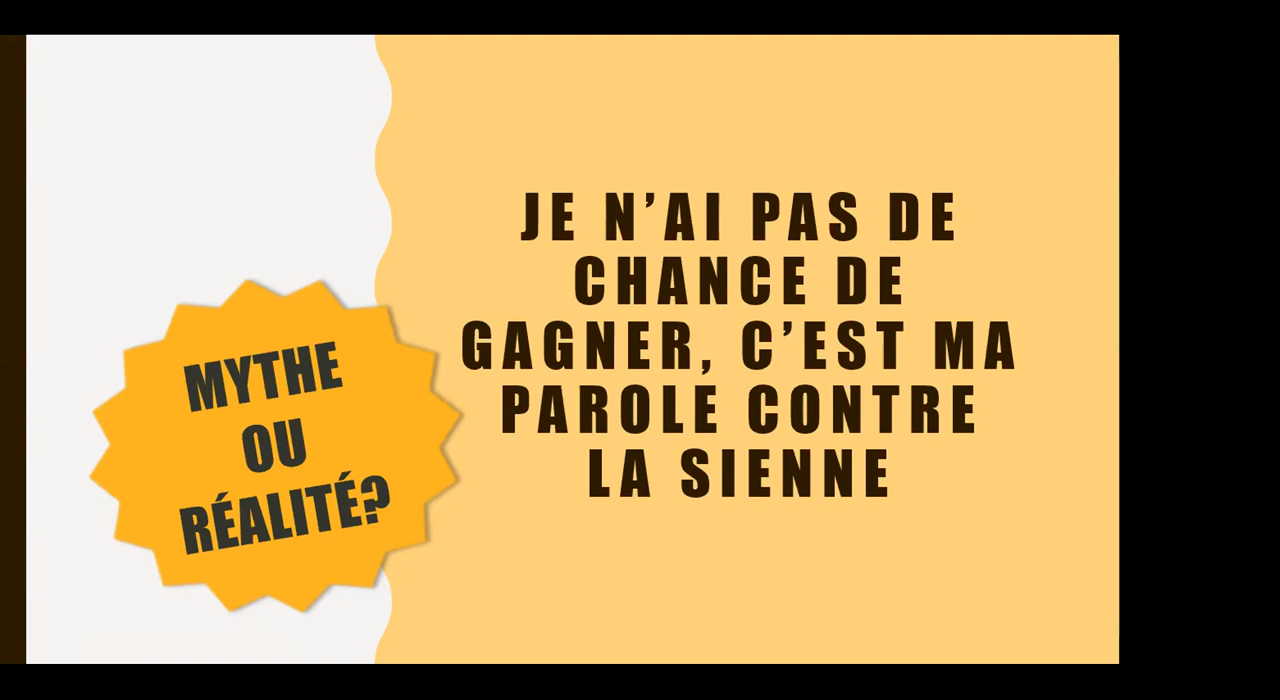 MYTHE
OU
RÉALITÉ?
JE N’AI PAS DE
CHANCE DE
GAGNER, C’EST MA
PAROLE CONTRE
LA SIENNE